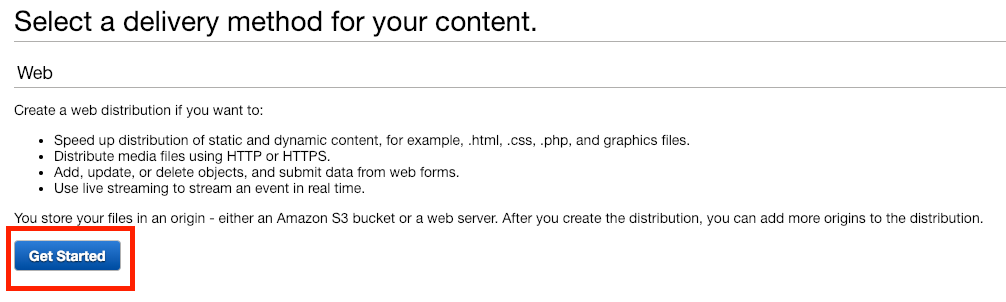 Select a delivery method for your content.
Web
Create a web distribution if you want to:
• Speed up distribution of static and dynamic content, for example, .html, .css, .php, and graphics files.
• Distribute media files using HTTP or HTTPS.
• Add, update, or delete objects, and submit data from web forms.
• Use live streaming to stream an event in real time.
You store your files in an origin - either an Amazon S3 bucket or a web server. After you create the distribution, you can add more origins to the distribution.
Get Started